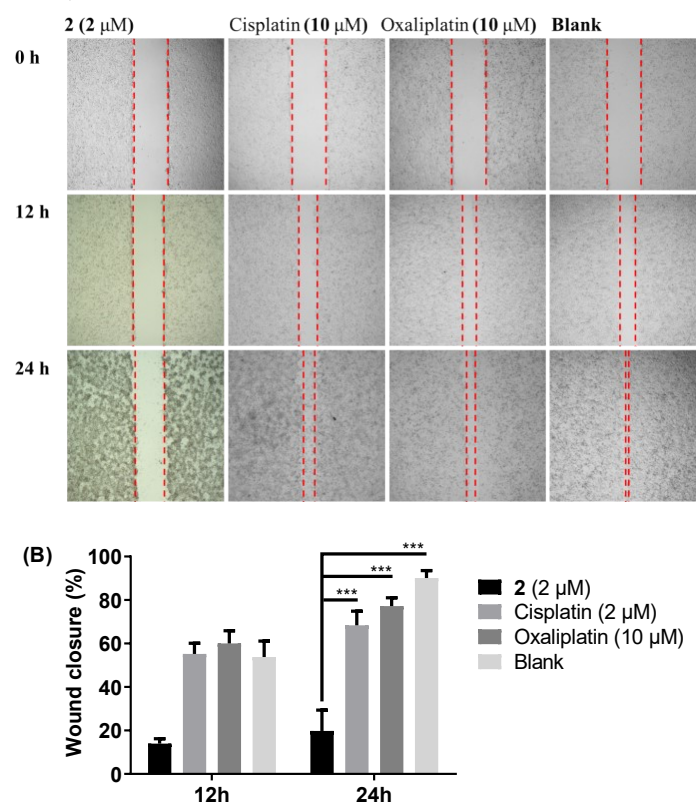 2 (2 µM) Cisplatin (10 µM) Oxaliplatin (10 µM) Blank
0 h
12 h
24 h
(B)
Wound closure (%)
100
80
60
40
20
0
***
***
***
12h 24h
2 (2 µM)
Cisplatin (2 µM)
Oxaliplatin (10 µM)
Blank